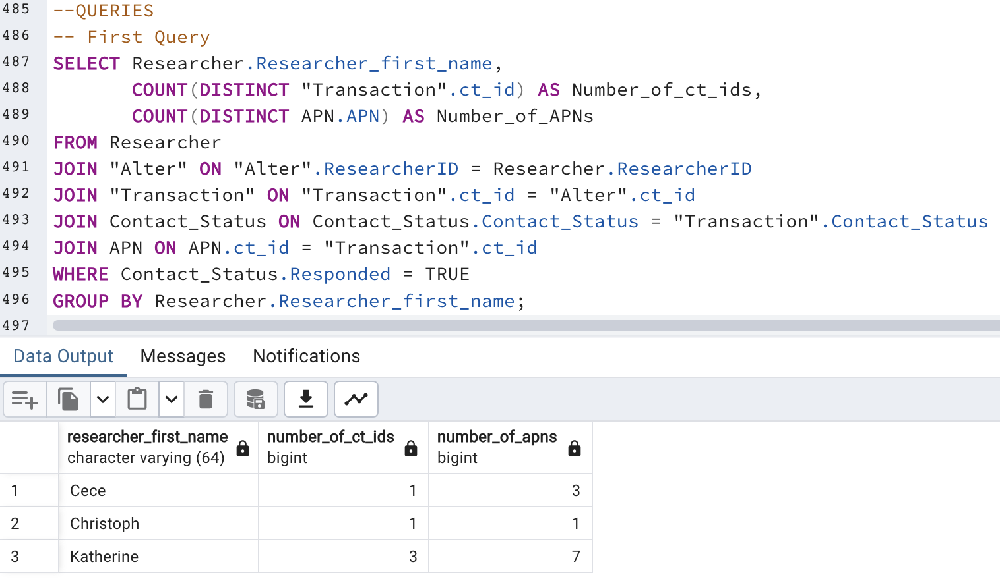 485 --QUERIES
486 -- First Query
487 SELECT Researcher.Researcher_first_name,
488 COUNT(DISTINCT "Transaction".ct_id) AS Number_of_ct_ids,
489 COUNT(DISTINCT APN.APN) AS Number_of_APNs
490 FROM Researcher
491 JOIN "Alter" ON "Alter".ResearcherID = Researcher.ResearcherID
492 JOIN "Transaction" ON "Transaction".ct_id = "Alter".ct_id
493 JOIN Contact_Status ON Contact_Status.Contact_Status = "Transaction".Contact_Status
494 JOIN APN ON APN.ct_id = "Transaction".ct_id
495 WHERE Contact_Status.Responded = TRUE
496 GROUP BY Researcher.Researcher_first_name;
497
Data Output Messages Notifications
researcher_first_name number_of_ct_ids number_of_apns
character varying (64) bigint bigint
1 Cece 1 3
2 Christoph 1 1
3 Katherine 3 7